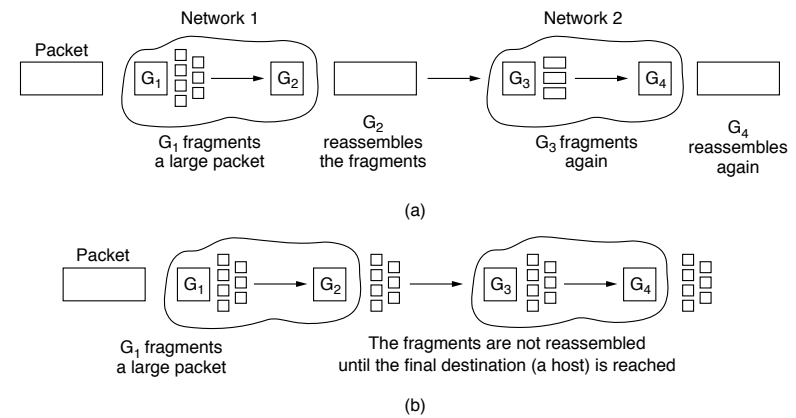 Network 1
Network 2
Packet
G1
G2
G3
G4
G1 fragments
a large packet
G2
reassembles
the fragments
G3 fragments
again
G4
reassembles
again
(a)
Packet
G1
G2
G3
G4
G1 fragments
a large packet
The fragments are not reassembled
until the final destination (a host) is reached
(b)